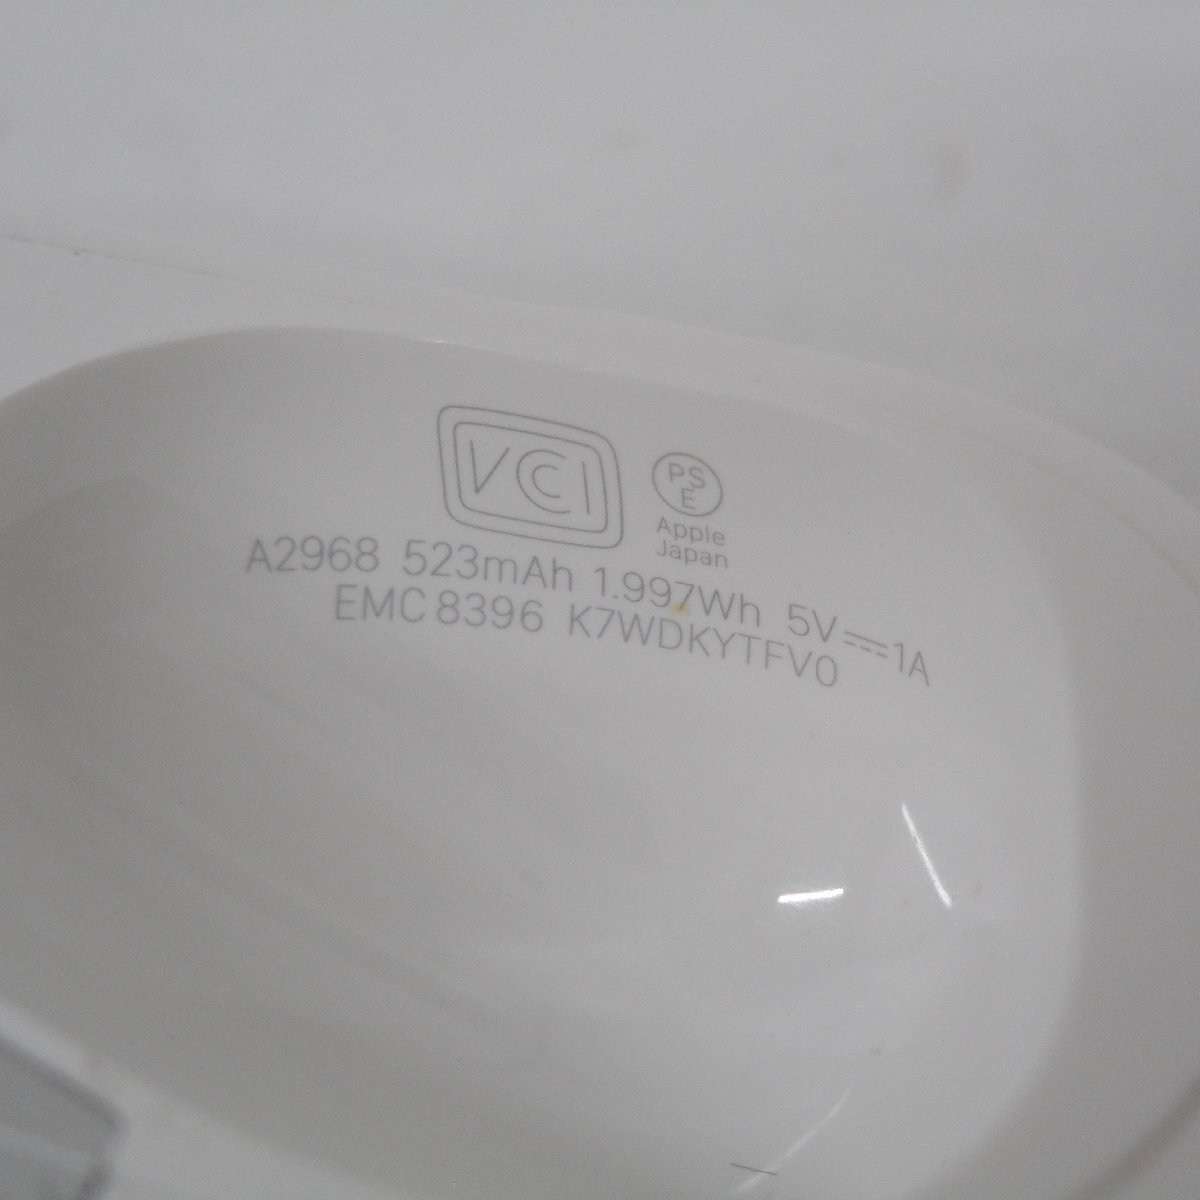 VCI
PS
E
Apple
Japan
A2968 523mAh 1.997Wh 5V⎓1A
EMC 8396 K7WDKYTFV0